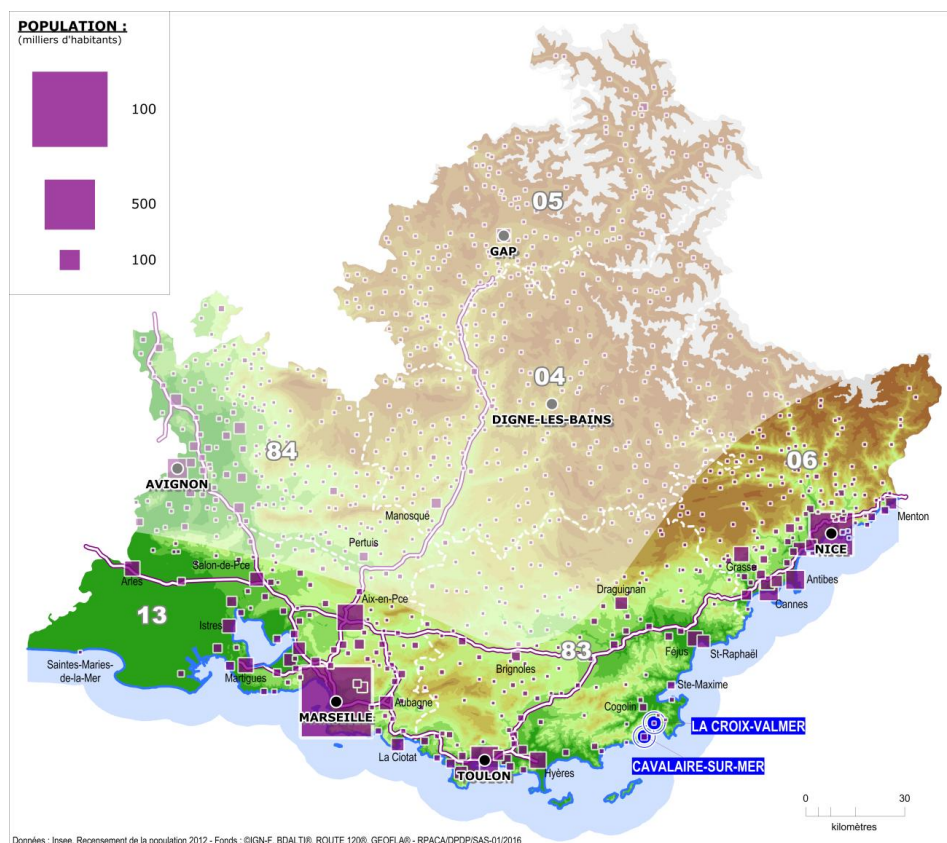 POPULATION :
(milliers d'habitants)
100
500
100
05
GAP
04
DIGNE-LES-BAINS
84
06
AVIGNON
Manosque
Menton
NICE
Pertuis
Salon-de-Pce
Grasse
Arles
Antibes
Aix-en-Pce
Draguignan
Cannes
13
Istres
83
Féjus
St-Raphaël
Brignoles
Saintes-Maries-
de-la-Mer
Martigues
Ste-Maxime
MARSEILLE
Aubagne
Cogolin
LA CROIX-VALMER
La Ciotat
CAVALAIRE-SUR-MER
TOULON
Hyères
0 30
kilomètres
Données : Insee, Recensement de la population 2012 - Fonds : ©IGN-F, BDALTI®, ROUTE 120®, GEOFLA® - RPACA/DPDP/SAS-01/2016